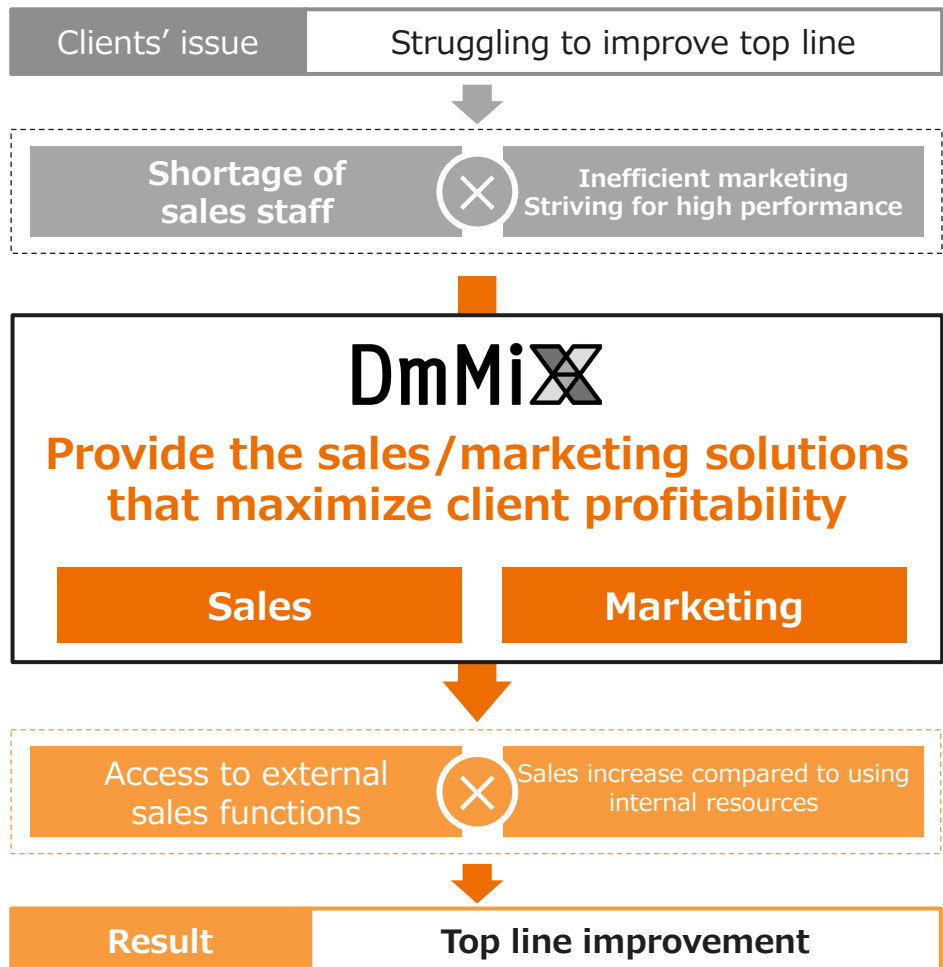 Clients’ issue
Struggling to improve top line
Shortage of
sales staff
Inefficient marketing
Striving for high performance
DmMiX
Provide the sales/marketing solutions
that maximize client profitability
Sales
Marketing
Access to external
sales functions
Sales increase compared to using
internal resources
Result
Top line improvement